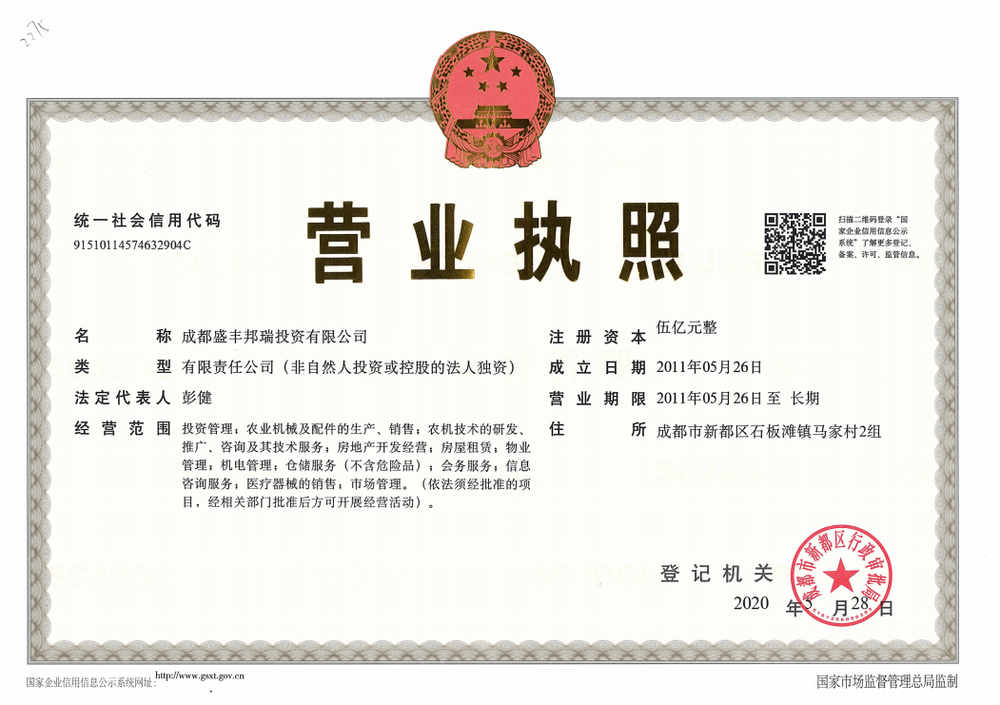 营业执照
统一社会信用代码
91510114574632904C
扫描二维码登录“国
家企业信用信息公示
系统”了解更多登记、
备案、许可、监管信息。
名称 成都盛丰邦瑞投资有限公司
类型 有限责任公司（非自然人投资或控股的法人独资）
法定代表人 彭健
经营范围 投资管理；农业机械及配件的生产、销售；农机技术的研发、
推广、咨询及其技术服务；房地产开发经营；房屋租赁；物业
管理；机电管理；仓储服务（不含危险品）；会务服务；信息
咨询服务；医疗器械的销售；市场管理。（依法须经批准的项
目，经相关部门批准后方可开展经营活动）。
注册资本 伍亿元整
成立日期 2011年05月26日
营业期限 2011年05月26日至 长期
住所 成都市新都区石板滩镇马家村2组
成都市新都区行政审批局
登记机关
2020 年5 月28日
国家企业信用信息公示系统网址：http://www.gsxt.gov.cn
国家市场监督管理总局监制